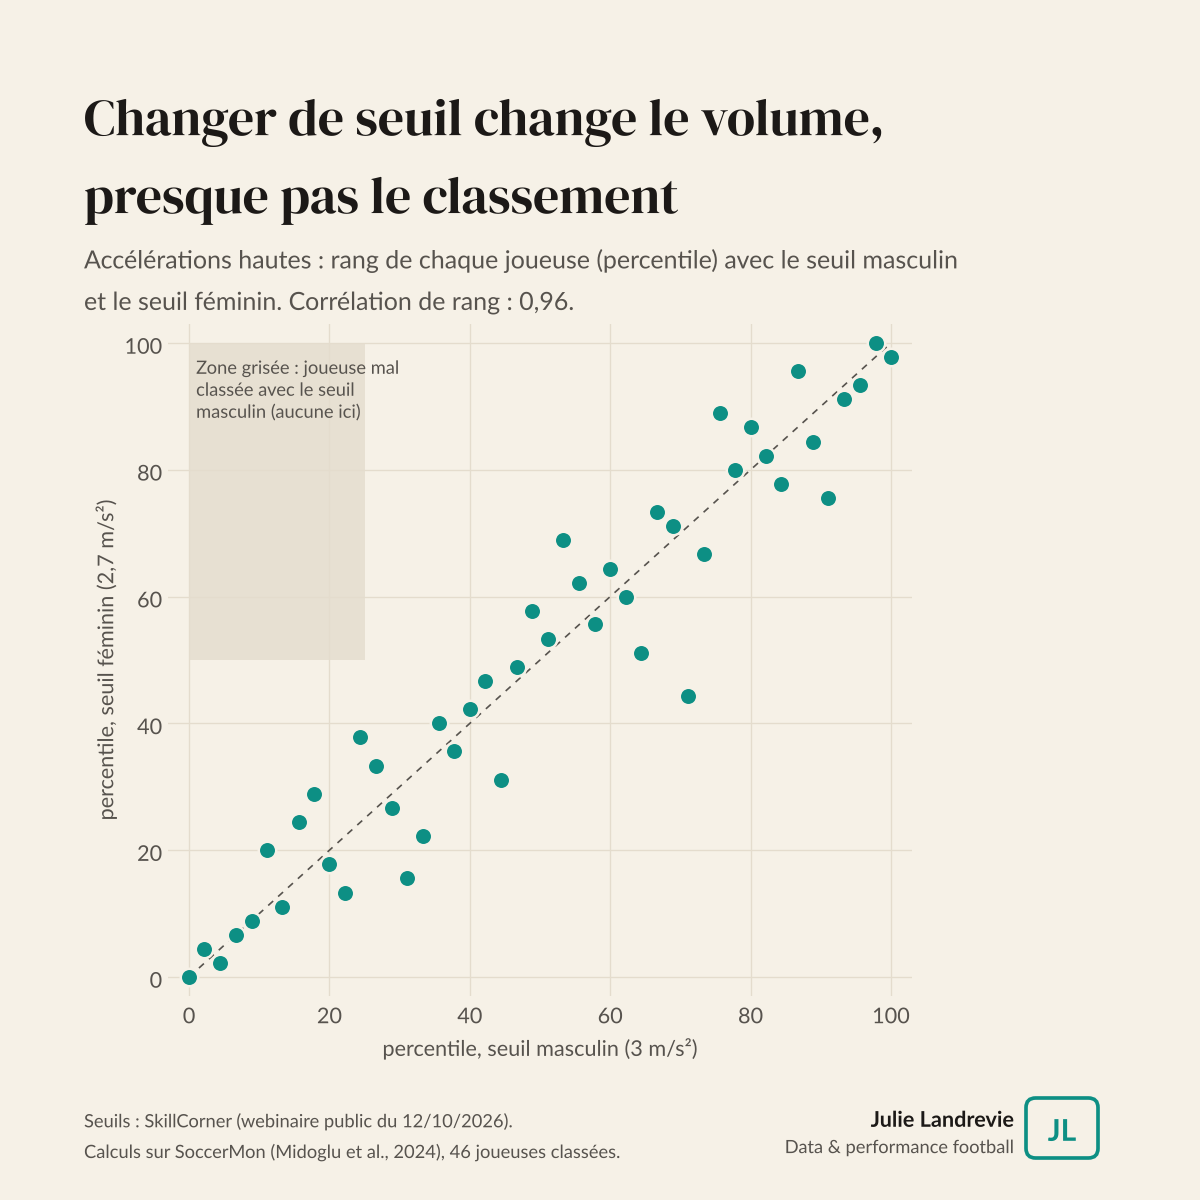 Changer de seuil change le volume,
presque pas le classement
Accélérations hautes : rang de chaque joueuse (percentile) avec le seuil masculin
et le seuil féminin. Corrélation de rang : 0,96.
Zone grisée : joueuse mal
classée avec le seuil
masculin (aucune ici)
percentile, seuil féminin (2,7 m/s²)
100
80
60
40
20
0
0 20 40 60 80 100
percentile, seuil masculin (3 m/s²)
Seuils : SkillCorner (webinaire public du 12/10/2026).
Calculs sur SoccerMon (Midoglu et al., 2024), 46 joueuses classées.
Julie Landrevie
Data & performance football
JL